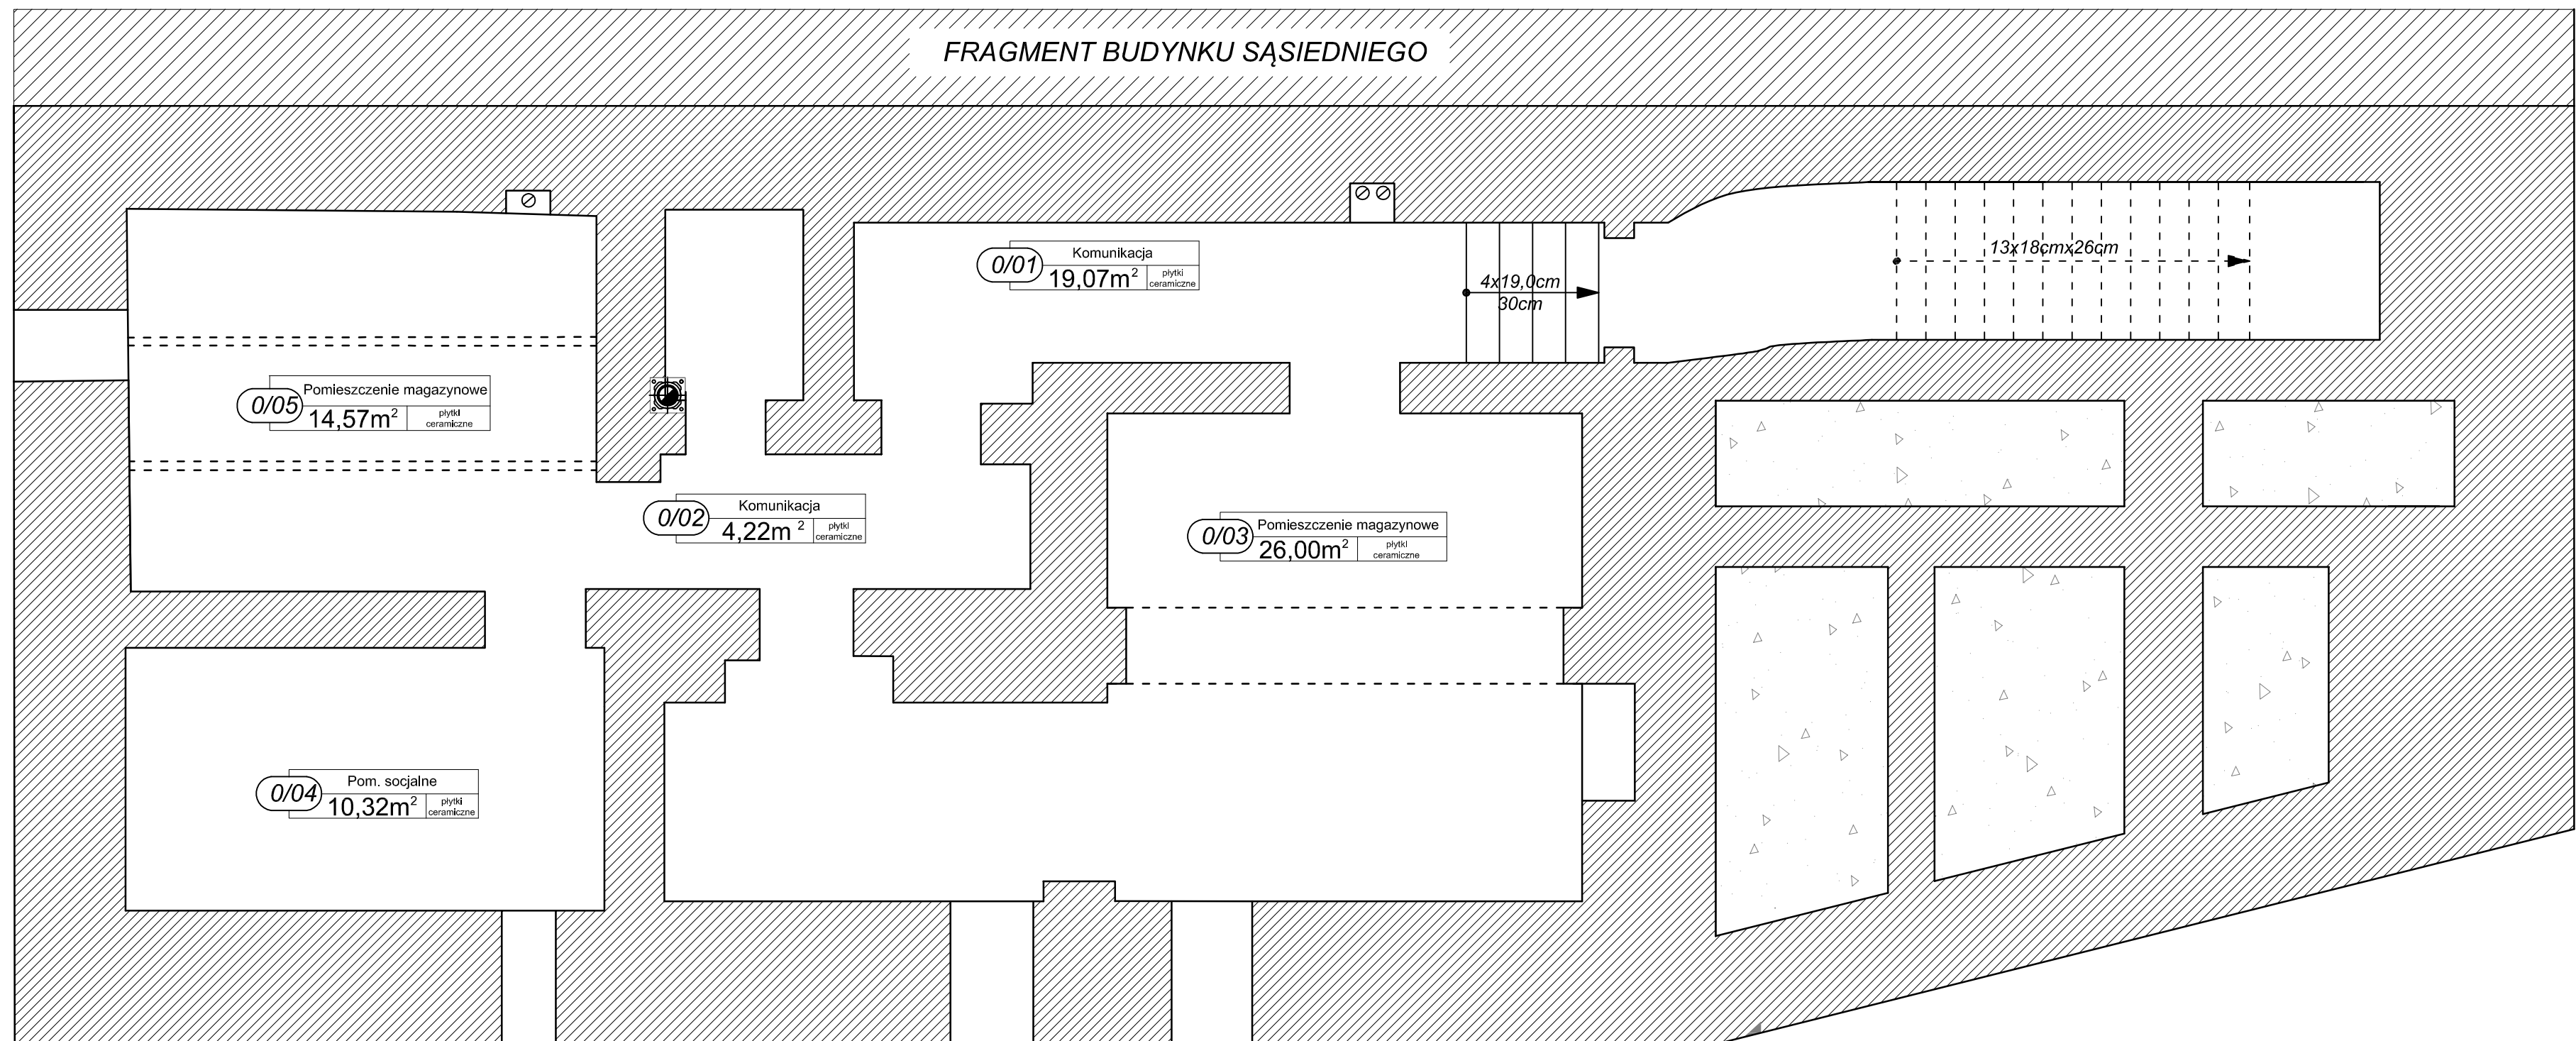 FRAGMENT BUDYNKU SĄSIEDNIEGO
0/01
Komunikacja
19,07m²
płytki
ceramiczne
4x19,0cm
30cm
13x18cmx26cm
0/05
Pomieszczenie magazynowe
14,57m²
płytki
ceramiczne
0/02
Komunikacja
4,22m ²
płytki
ceramiczne
0/03
Pomieszczenie magazynowe
26,00m²
płytki
ceramiczne
0/04
Pom. socjalne
10,32m²
płytki
ceramiczne